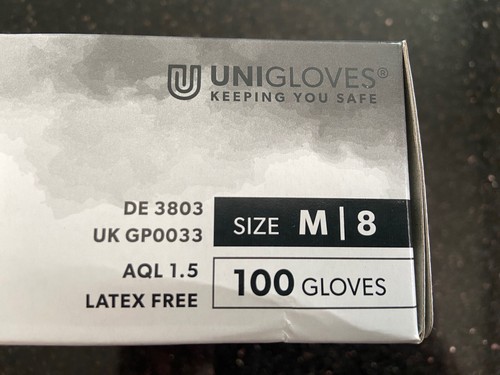 UNIGLOVES®
KEEPING YOU SAFE
DE 3803
UK GP0033
SIZE M|8
AQL 1.5
LATEX FREE
100 GLOVES